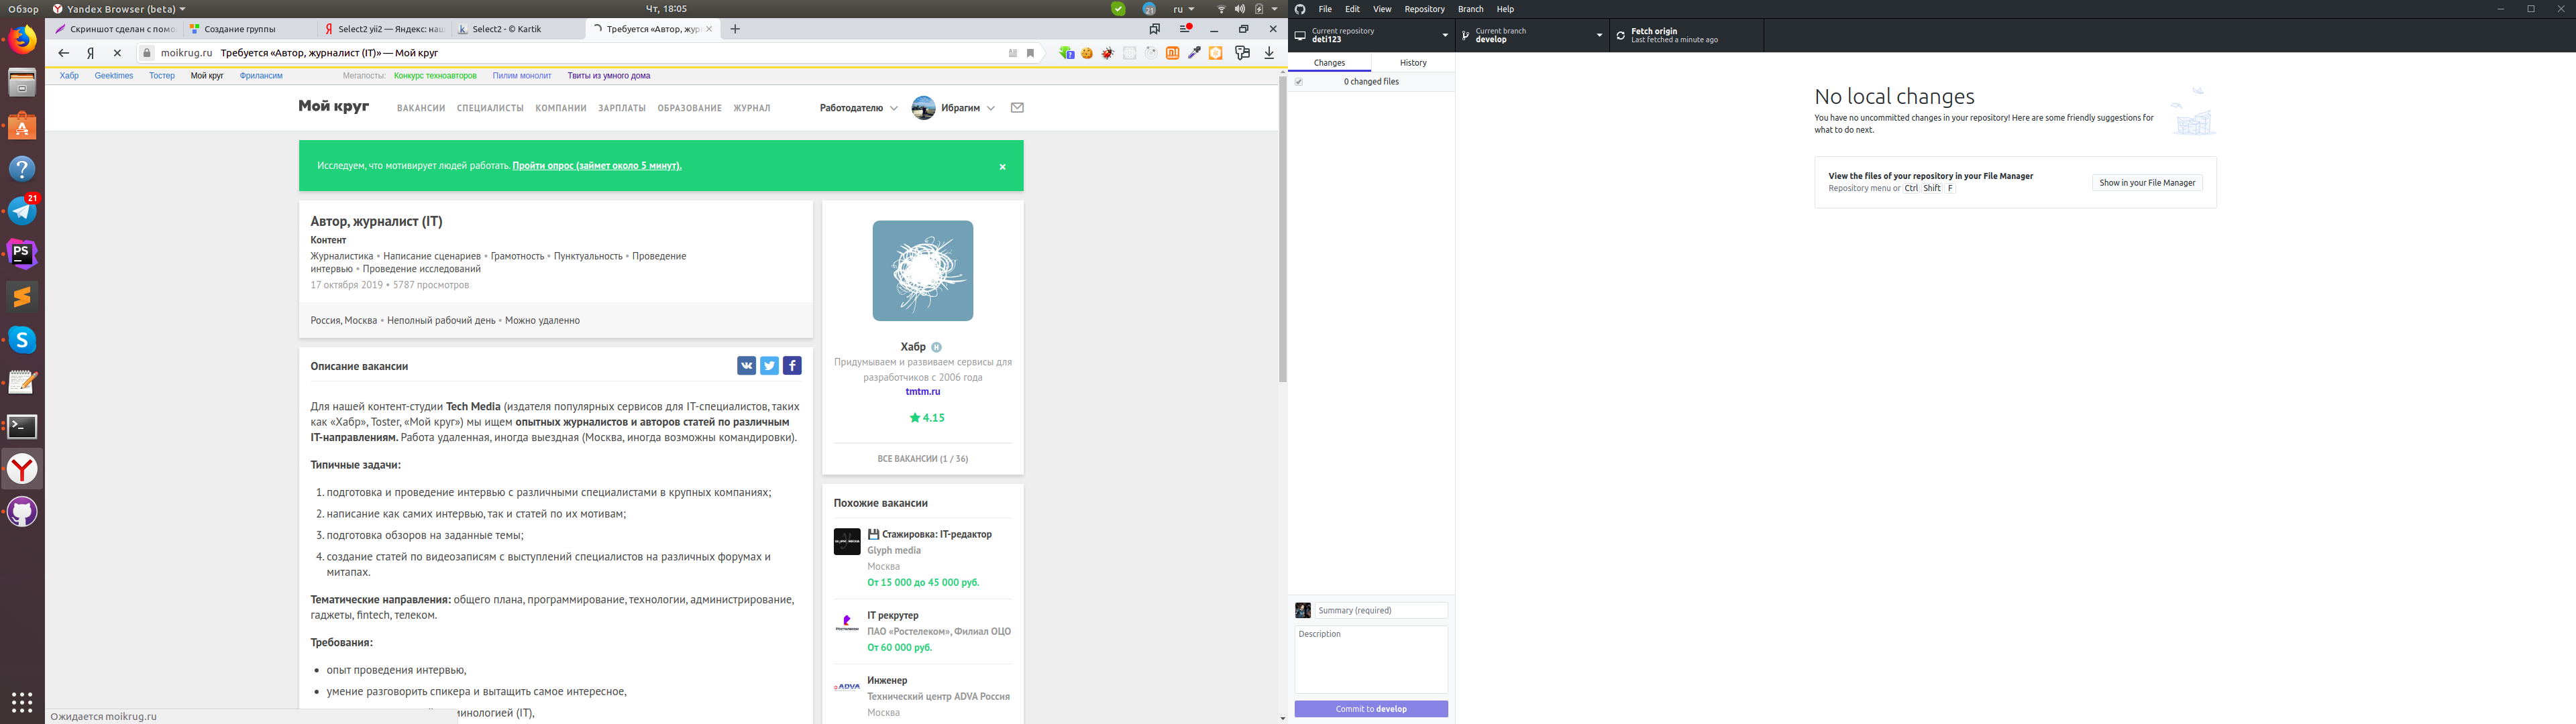 Обзор
Yandex Browser (beta)
Чт, 18:05
21
ru
Скриншот сделан с помо
Создание группы
Select2 yii2 — Яндекс: наш
Select2 - © Kartik
Требуется «Автор, жур
moikrug.ru Требуется «Автор, журналист (IT)» — Мой круг
Хабр Geektimes Тостер Мой круг Фрилансим Мегапосты: Конкурс техноавторов Пилим монолит Твиты из умного дома
Мой круг ВАКАНСИИ СПЕЦИАЛИСТЫ КОМПАНИИ ЗАРПЛАТЫ ОБРАЗОВАНИЕ ЖУРНАЛ Работодателю Ибрагим
Исследуем, что мотивирует людей работать. Пройти опрос (займет около 5 минут).
Автор, журналист (IT)
Контент
Журналистика • Написание сценариев • Грамотность • Пунктуальность • Проведение
интервью • Проведение исследований
17 октября 2019 • 5787 просмотров
Россия, Москва • Неполный рабочий день • Можно удаленно
Описание вакансии
Для нашей контент-студии Tech Media (издателя популярных сервисов для IT-специалистов, таких
как «Хабр», Toster, «Мой круг») мы ищем опытных журналистов и авторов статей по различным
IT-направлениям. Работа удаленная, иногда выездная (Москва, иногда возможны командировки).
Типичные задачи:
1. подготовка и проведение интервью с различными специалистами в крупных компаниях;
2. написание как самих интервью, так и статей по их мотивам;
3. подготовка обзоров на заданные темы;
4. создание статей по видеозаписям с выступлений специалистов на различных форумах и
митапах.
Тематические направления: общего плана, программирование, технологии, администрирование,
гаджеты, fintech, телеком.
Требования:
• опыт проведения интервью,
• умение разговорить спикера и вытащить самое интересное,
минологией (IT),
Ожидается moikrug.ru
Хабр
Придумываем и развиваем сервисы для
разработчиков с 2006 года
tmtm.ru
4.15
ВСЕ ВАКАНСИИ (1 / 36)
Похожие вакансии
Стажировка: IT-редактор
Glyph media
Москва
От 15 000 до 45 000 руб.
Ростелеком
IT рекрутер
ПАО «Ростелеком», Филиал ОЦО
От 60 000 руб.
ADVA
Инженер
Технический центр ADVA Россия
Москва
21
PS
File Edit View Repository Branch Help
Current repository
deti123
Current branch
develop
Fetch origin
Last fetched a minute ago
Changes History
0 changed files
No local changes
You have no uncommitted changes in your repository! Here are some friendly suggestions for
what to do next.
View the files of your repository in your File Manager
Repository menu or Ctrl Shift F
Show in your File Manager
Summary (required)
Description
Commit to develop